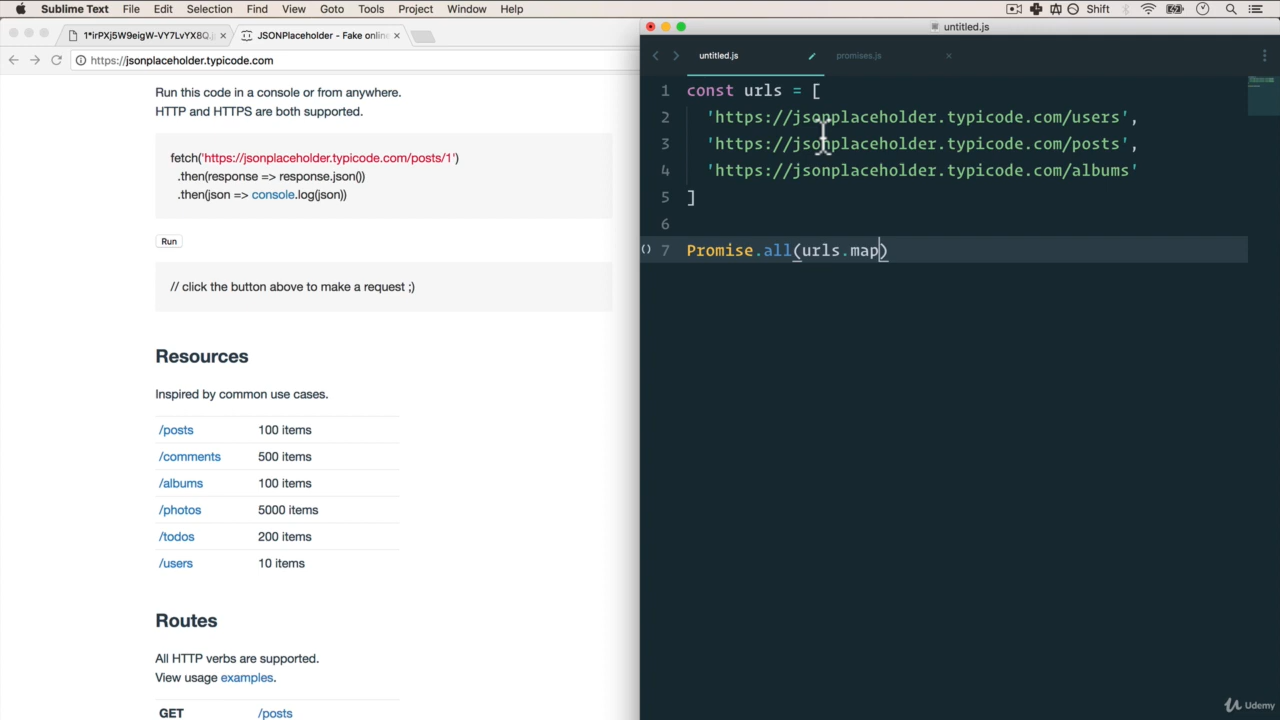 Sublime Text File Edit Selection Find View Goto Tools Project Window Help Shift
1*irPXj5W9eigW-VY7LvYX8Q.j × JSONPlaceholder - Fake online ×
https://jsonplaceholder.typicode.com
Run this code in a console or from anywhere.
HTTP and HTTPS are both supported.
fetch('https://jsonplaceholder.typicode.com/posts/1')
.then(response => response.json())
.then(json => console.log(json))
Run
// click the button above to make a request ;)
Resources
Inspired by common use cases.
/posts 100 items
/comments 500 items
/albums 100 items
/photos 5000 items
/todos 200 items
/users 10 items
Routes
All HTTP verbs are supported.
View usage examples.
GET /posts
untitled.js
untitled.js promises.js ×
1 const urls = [
2 'https://jsonplaceholder.typicode.com/users',
3 'https://jsonplaceholder.typicode.com/posts',
4 'https://jsonplaceholder.typicode.com/albums'
5 ]
6
() 7 Promise.all(urls.map)
Udemy